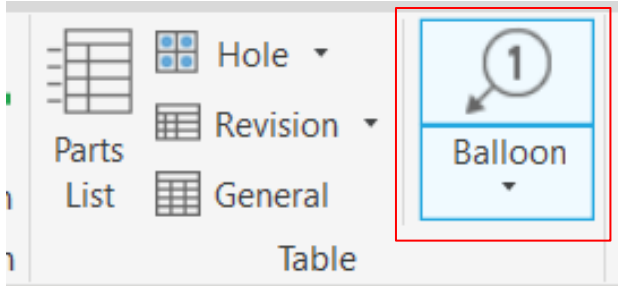 Parts
List
Hole
Revision
General
Table
1
Balloon